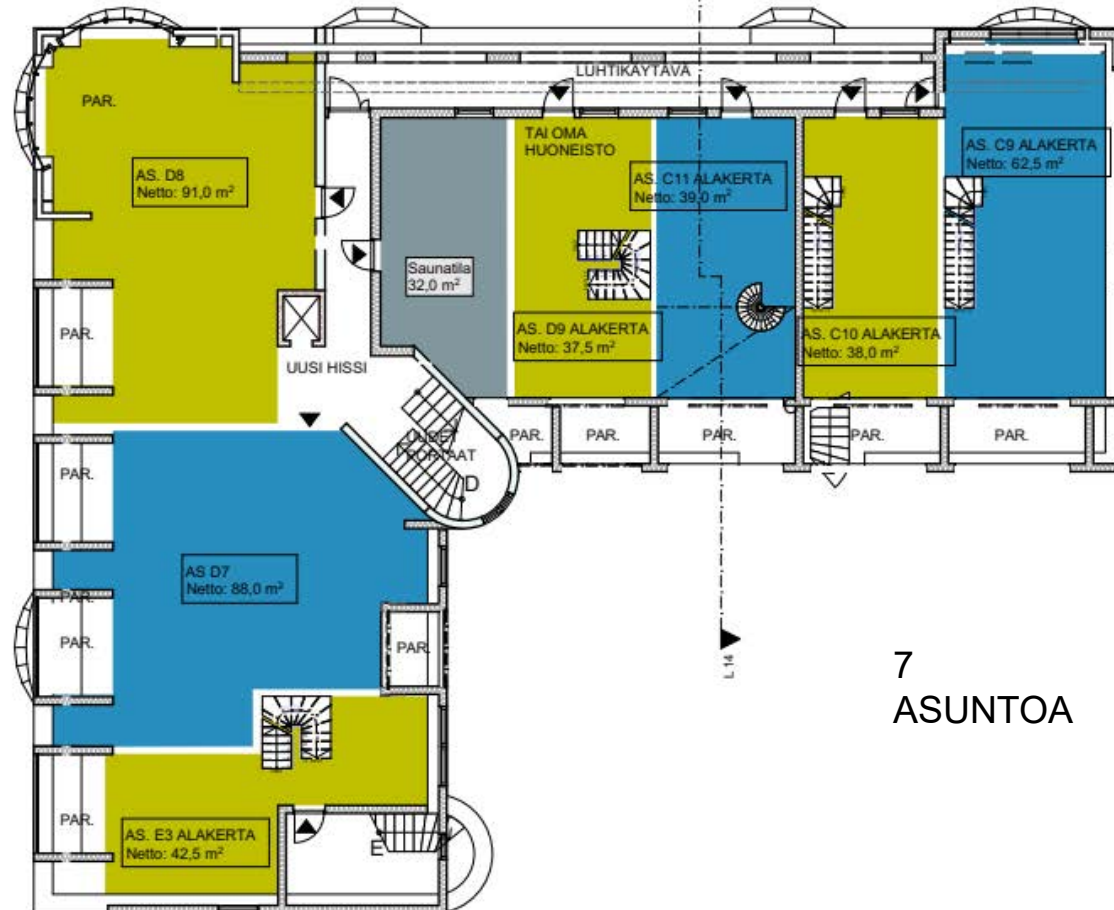 LUHTIKÄYTÄVÄ
PAR.
AS. D8
Netto: 91,0 m²
TAI OMA
HUONEISTO
AS. C11 ALAKERTA
Netto: 39,0 m²
AS. C9 ALAKERTA
Netto: 62,5 m²
Saunatila
32,0 m²
AS. D9 ALAKERTA
Netto: 37,5 m²
AS. C10 ALAKERTA
Netto: 38,0 m²
PAR.
UUSI HISSI
UUDET
PORTAAT
D
PAR.
PAR.
PAR.
PAR.
PAR.
PAR.
AS D7
Netto: 88,0 m²
PAR.
PAR.
PAR.
L 14
7
ASUNTOA
PAR.
AS. E3 ALAKERTA
Netto: 42,5 m²
E